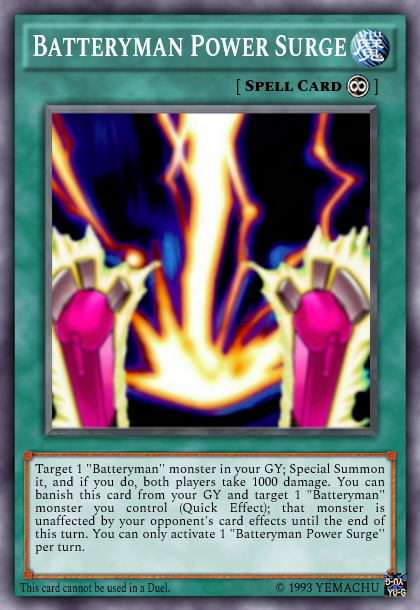 BATTERYMAN POWER SURGE 魔
[ SPELL CARD ]
Target 1 "Batteryman" monster in your GY; Special Summon
it, and if you do, both players take 1000 damage. You can
banish this card from your GY and target 1 "Batteryman"
monster you control (Quick Effect); that monster is
unaffected by your opponent's card effects until the end of
this turn. You can only activate 1 "Batteryman Power Surge"
per turn.
This card cannot be used in a Duel. © 1993 YEMACHU